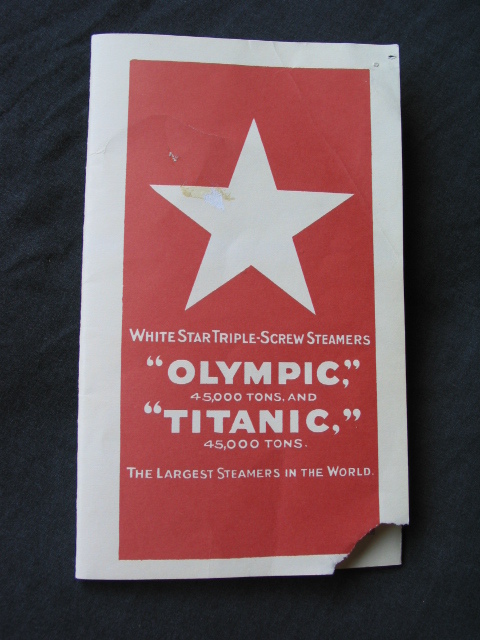 WHITE STAR TRIPLE-SCREW STEAMERS
"OLYMPIC,"
45,000 TONS, AND
"TITANIC,"
45,000 TONS.
THE LARGEST STEAMERS IN THE WORLD.